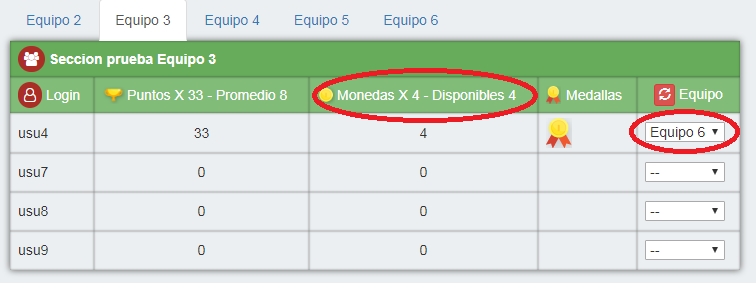 Equipo 2 Equipo 3 Equipo 4 Equipo 5 Equipo 6
Seccion prueba Equipo 3
Login Puntos X 33 - Promedio 8 Monedas X 4 - Disponibles 4 Medallas Equipo
usu4 33 4 Equipo 6
usu7 0 0 --
usu8 0 0 --
usu9 0 0 --